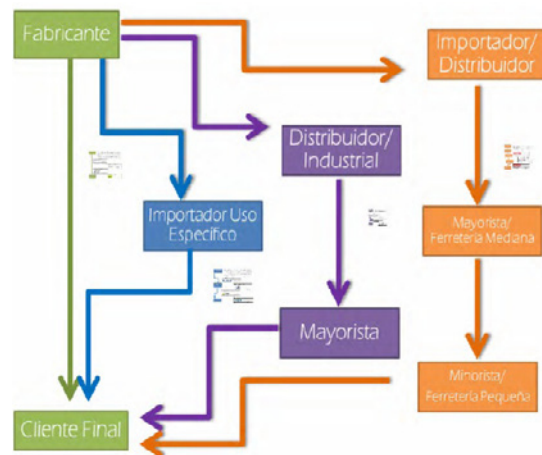 Fabricante
Importador/
Distribuidor
Distribuidor/
Industrial
Importador Uso
Específico
Mayorista/
Ferretería Mediana
Mayorista
Minorista/
Ferretería Pequeña
Cliente Final